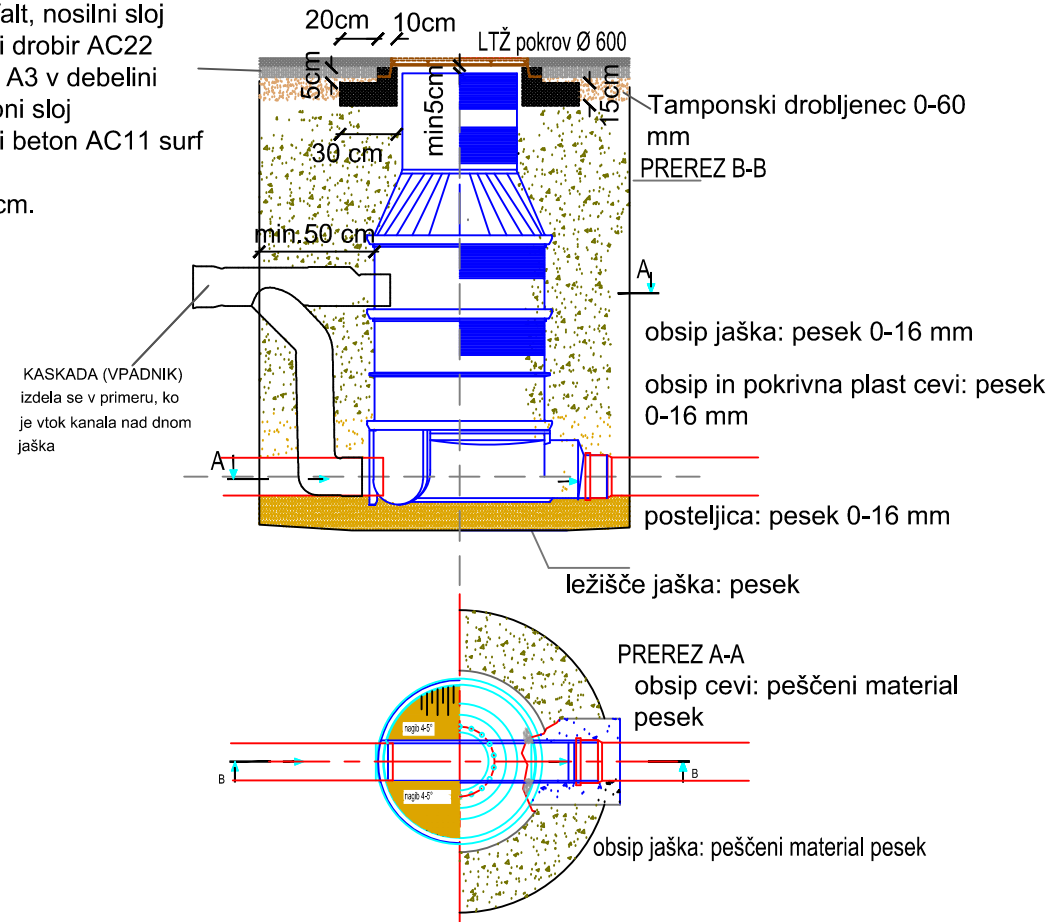 alt, nosilni sloj
i drobir AC22
A3 v debelini
bni sloj
i beton AC11 surf
cm.
20cm
10cm
LTŽ pokrov Ø 600
5cm
min5cm
15cm
30 cm
Tamponski drobljenec 0-60
mm
PREREZ B-B
min.50 cm
A
obsip jaška: pesek 0-16 mm
obsip in pokrivna plast cevi: pesek
0-16 mm
KASKADA (VPADNIK)
izdela se v primeru, ko
je vtok kanala nad dnom
jaška
A
posteljica: pesek 0-16 mm
ležišče jaška: pesek
PREREZ A-A
obsip cevi: peščeni material
pesek
nagib 4-5°
nagib 4-5°
B
B
obsip jaška: peščeni material pesek